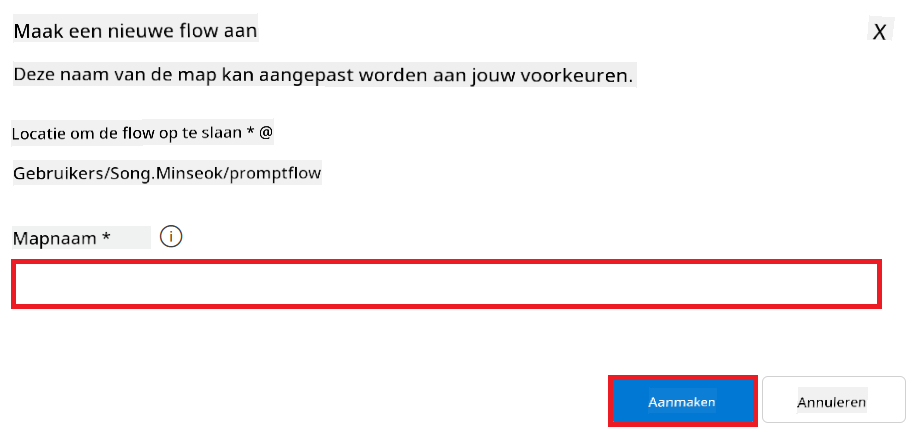 Maak een nieuwe flow aan
X
Deze naam van de map kan aangepast worden aan jouw voorkeuren.
Locatie om de flow op te slaan * @
Gebruikers/Song.Minseok/promptflow
Mapnaam * i
Aanmaken
Annuleren